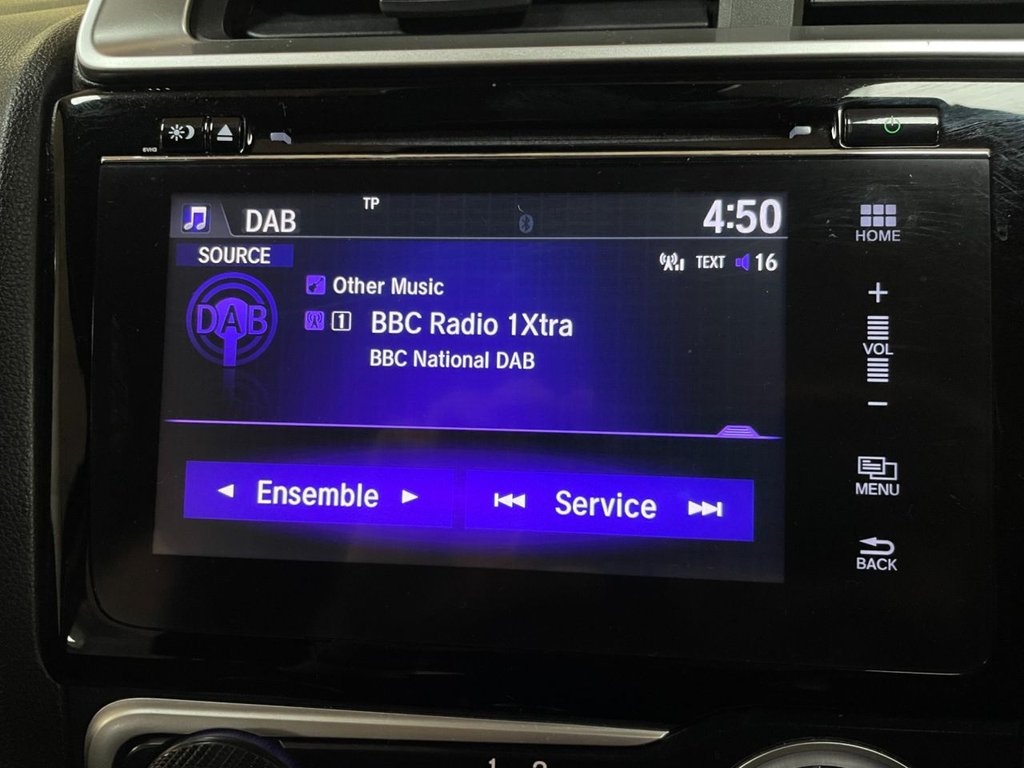 TP
DAB
4:50
HOME
SOURCE
TEXT 16
Other Music
DAB
1 BBC Radio 1Xtra
BBC National DAB
+
VOL
−
Ensemble
Service
MENU
BACK